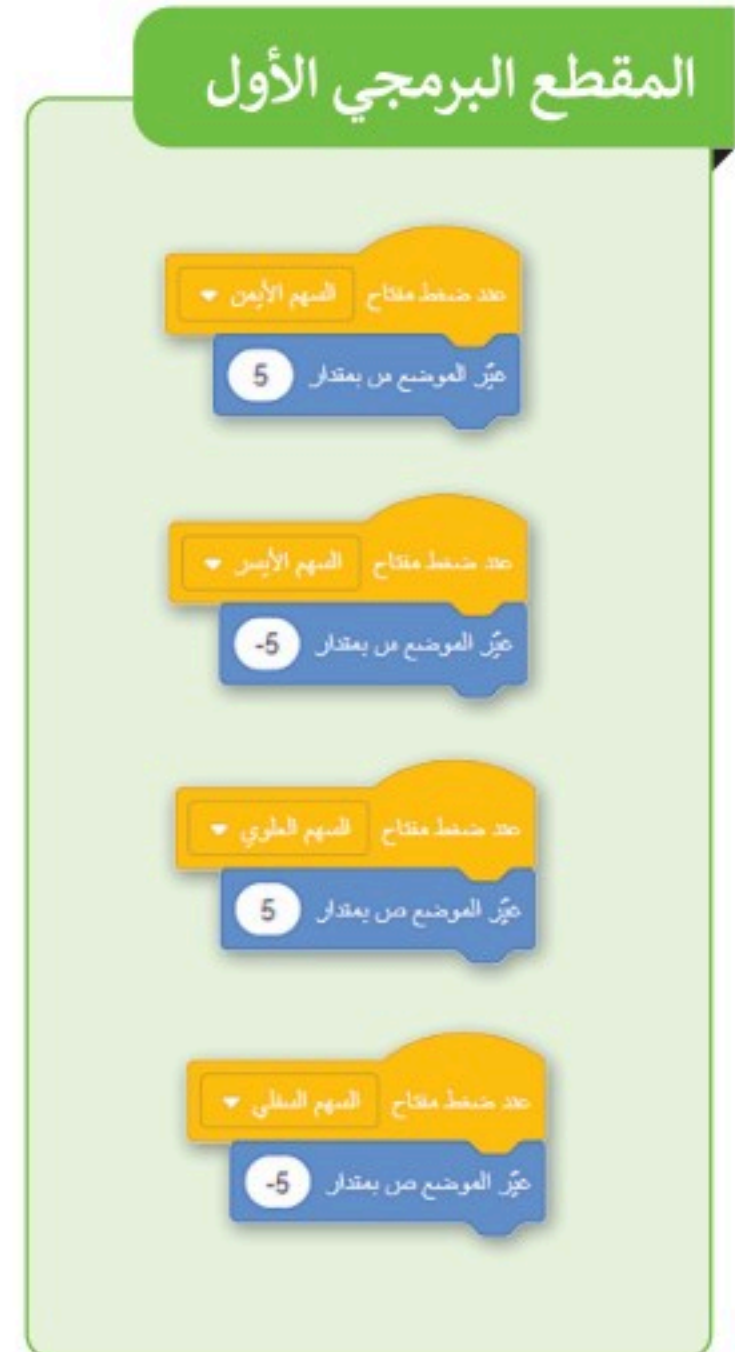 المقطع البرمجي الأول
عند ضغط مفتاح السهم الأيمن
غيّر الموضع س بمقدار 5
عند ضغط مفتاح السهم الأيسر
غيّر الموضع س بمقدار -5
عند ضغط مفتاح السهم العلوي
غيّر الموضع ص بمقدار 5
عند ضغط مفتاح السهم السفلي
غيّر الموضع ص بمقدار -5